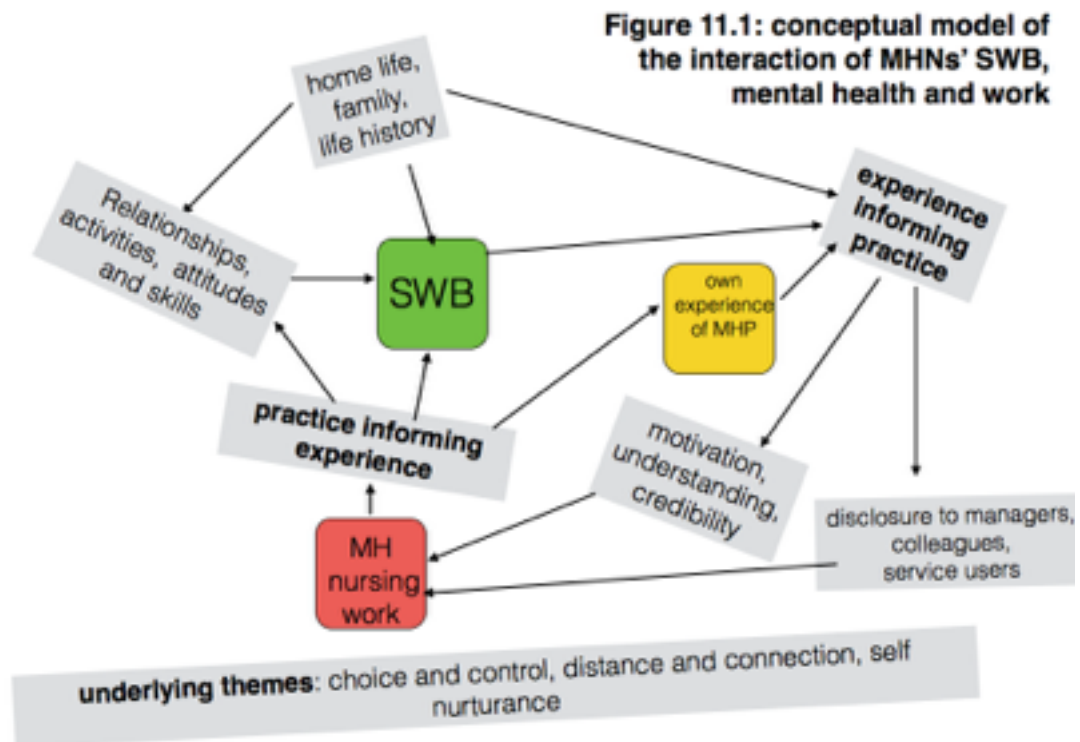 Figure 11.1: conceptual model of
the interaction of MHNs' SWB,
mental health and work
home life,
family,
life history
Relationships,
activities, attitudes
and skills
SWB
own
experience
of MHP
experience
informing
practice
practice informing
experience
motivation,
understanding,
credibility
disclosure to managers,
colleagues,
service users
MH
nursing
work
underlying themes: choice and control, distance and connection, self
nurturance